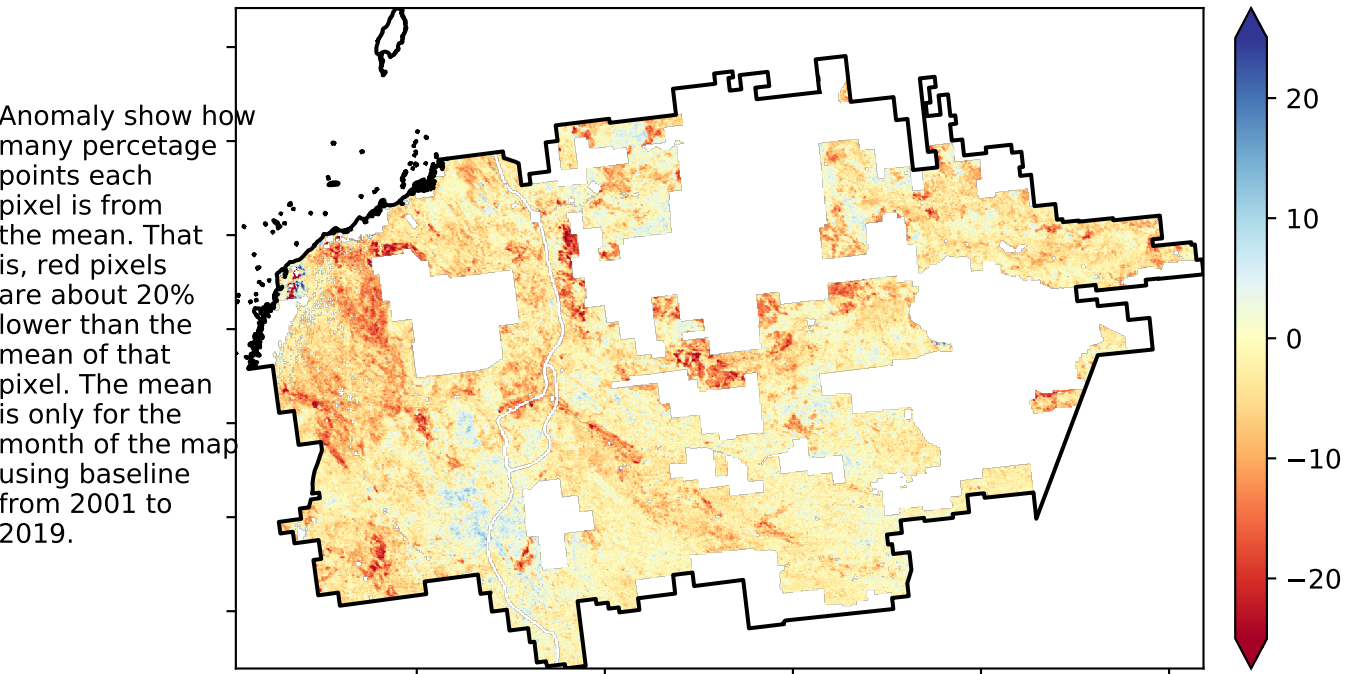 Anomaly show how
many percetage
points each
pixel is from
the mean. That
is, red pixels
are about 20%
lower than the
mean of that
pixel. The mean
is only for the
month of the map
using baseline
from 2001 to
2019.
20
10
0
−10
−20